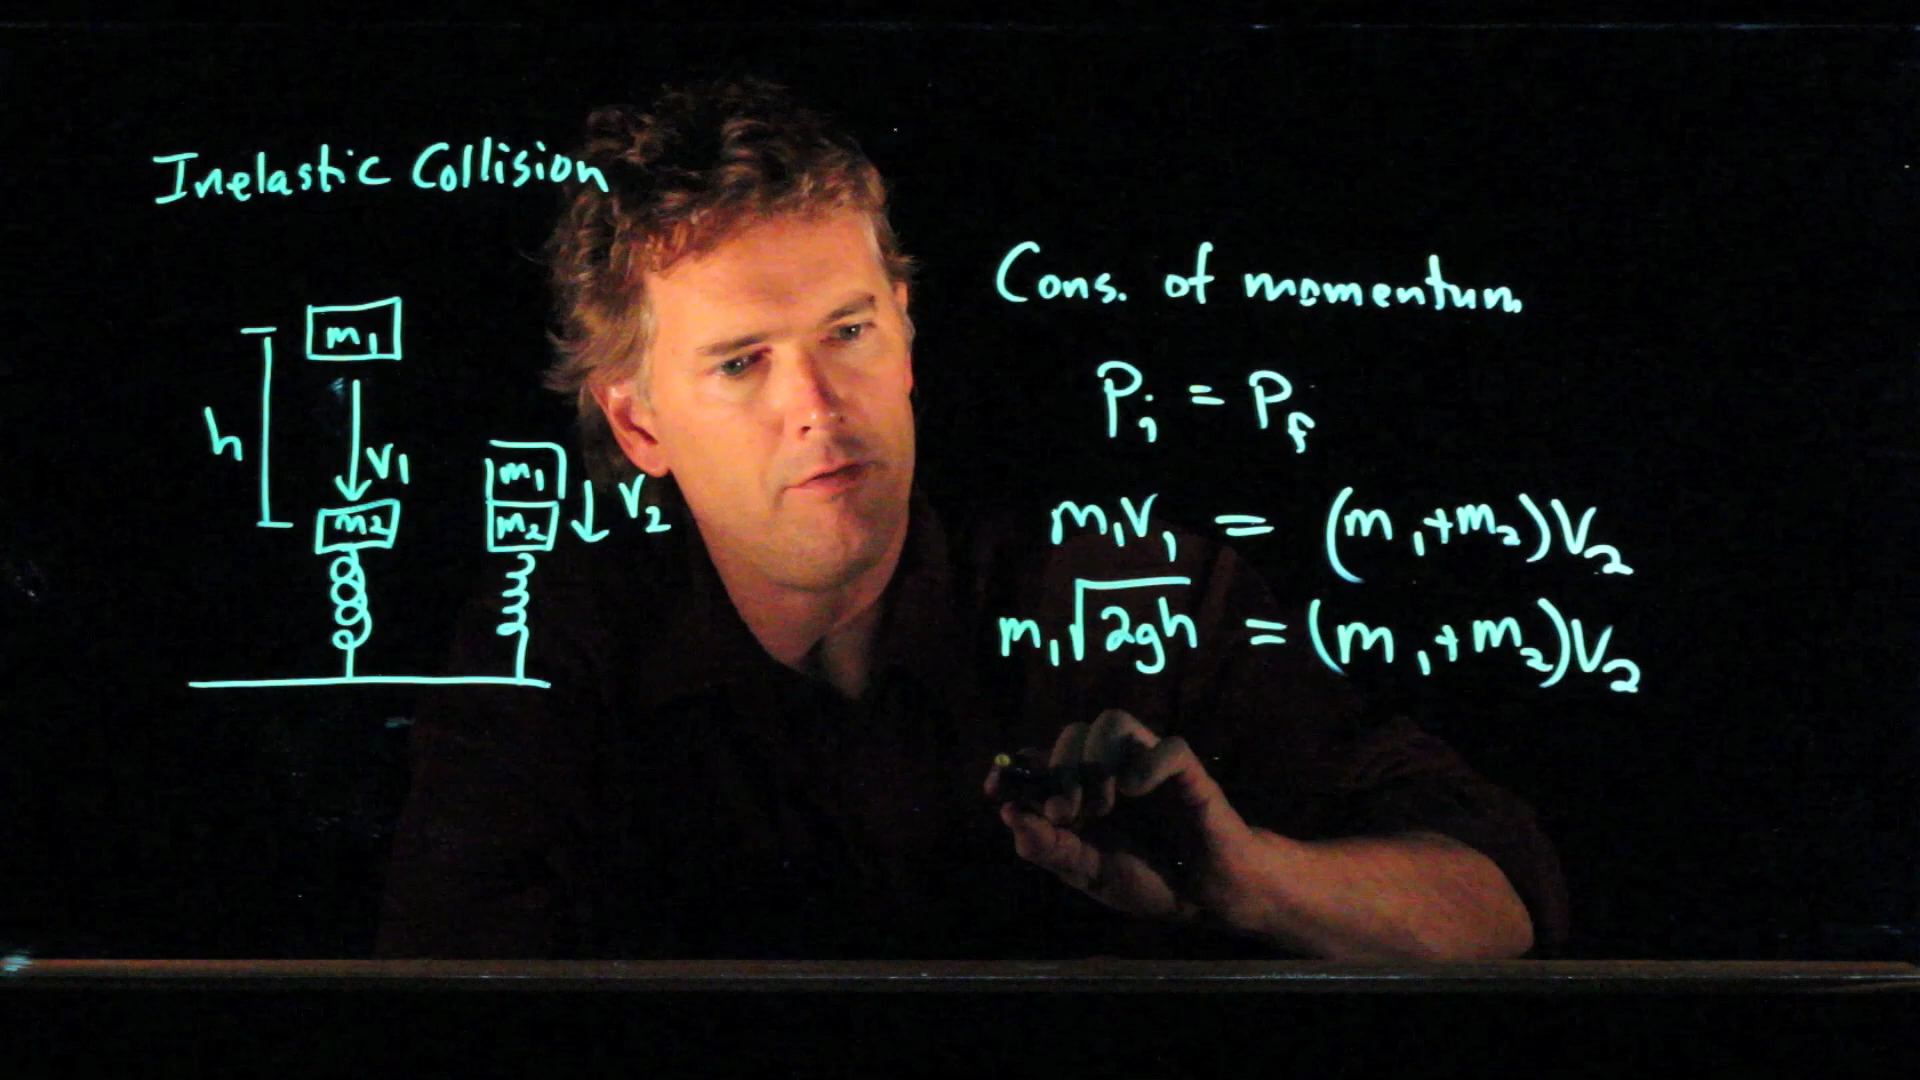 Inelastic Collision
m₁
h
v₁
m₂
m₁
m₂
v₂
Cons. of momentum
Pᵢ = P_f
m₁v₁ = (m₁+m₂)v₂
m₁√2gh = (m₁+m₂)v₂